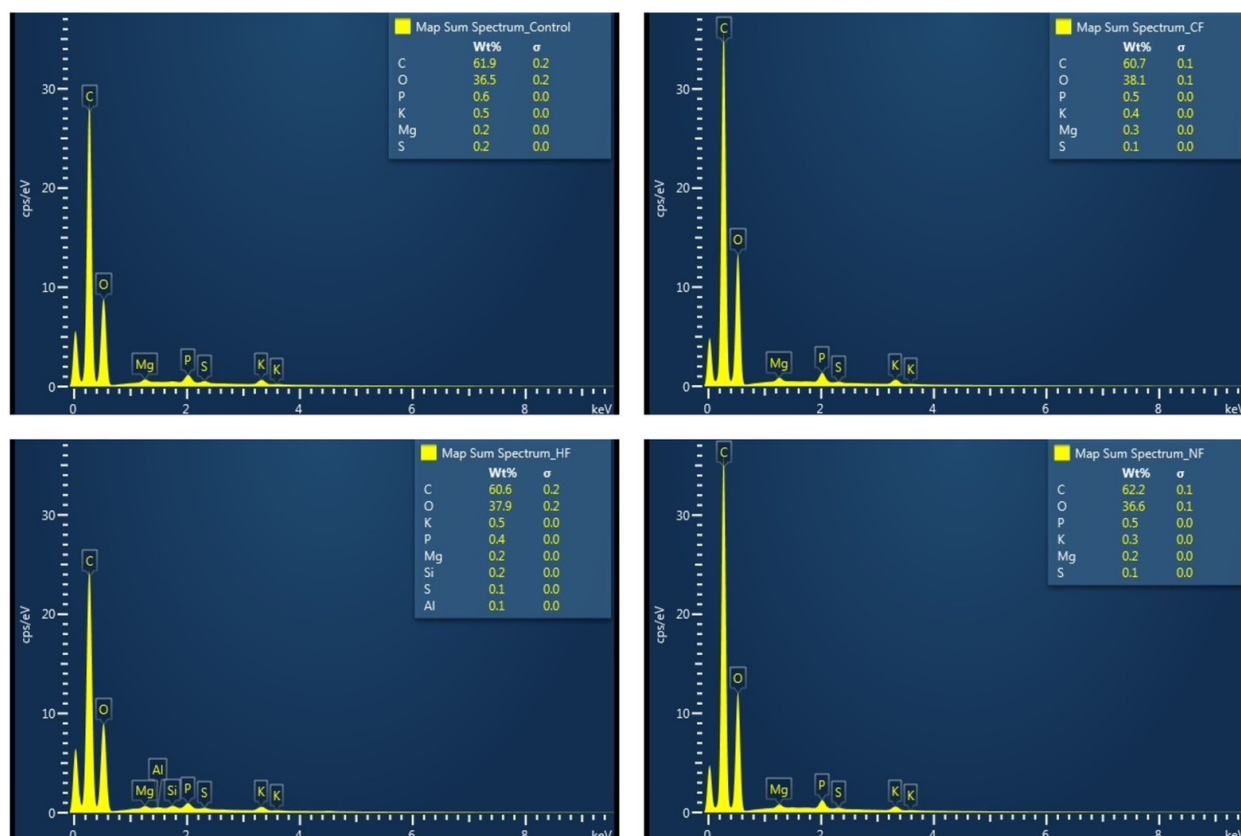 Map Sum Spectrum_Control
Wt% σ
C 61.9 0.2
O 36.5 0.2
P 0.6 0.0
K 0.5 0.0
Mg 0.2 0.0
S 0.2 0.0
cps/eV
30
20
10
0
C
O
Mg P S K K
0 2 4 6 8 keV
Map Sum Spectrum_CF
Wt% σ
C 60.7 0.1
O 38.1 0.1
P 0.5 0.0
K 0.4 0.0
Mg 0.3 0.0
S 0.1 0.0
cps/eV
30
20
10
0
C
O
Mg P S K K
0 2 4 6 8 keV
Map Sum Spectrum_HF
Wt% σ
C 60.6 0.2
O 37.9 0.2
K 0.5 0.0
P 0.4 0.0
Mg 0.2 0.0
Si 0.2 0.0
S 0.1 0.0
Al 0.1 0.0
cps/eV
30
20
10
0
C
O
Al
Mg Si P S K K
0 2 4 6 8 keV
Map Sum Spectrum_NF
Wt% σ
C 62.2 0.1
O 36.6 0.1
P 0.5 0.0
K 0.3 0.0
Mg 0.2 0.0
S 0.1 0.0
cps/eV
30
20
10
0
C
O
Mg P S K K
0 2 4 6 8 keV